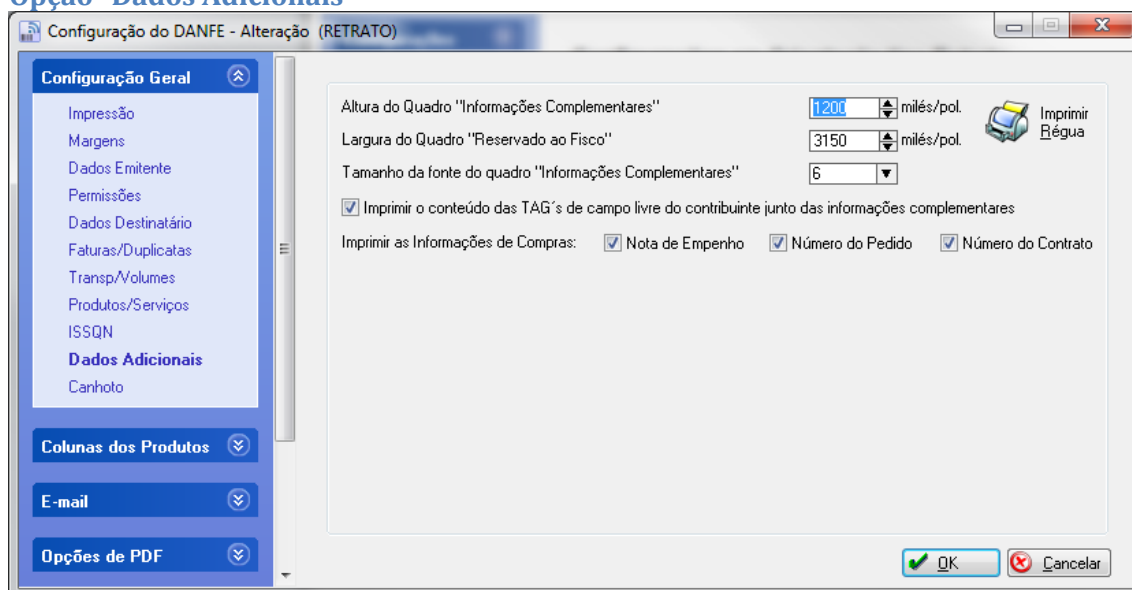 Opção "Dados Adicionais"
Configuração do DANFE - Alteração (RETRATO)
Configuração Geral
Impressão
Margens
Dados Emitente
Permissões
Dados Destinatário
Faturas/Duplicatas
Transp/Volumes
Produtos/Serviços
ISSQN
Dados Adicionais
Canhoto
Colunas dos Produtos
E-mail
Opções de PDF
Altura do Quadro "Informações Complementares" 1200 milés/pol.
Largura do Quadro "Reservado ao Fisco" 3150 milés/pol.
Tamanho da fonte do quadro "Informações Complementares" 6
Imprimir o conteúdo das TAG´s de campo livre do contribuinte junto das informações complementares
Imprimir as Informações de Compras: Nota de Empenho Número do Pedido Número do Contrato
Imprimir
Régua
OK Cancelar